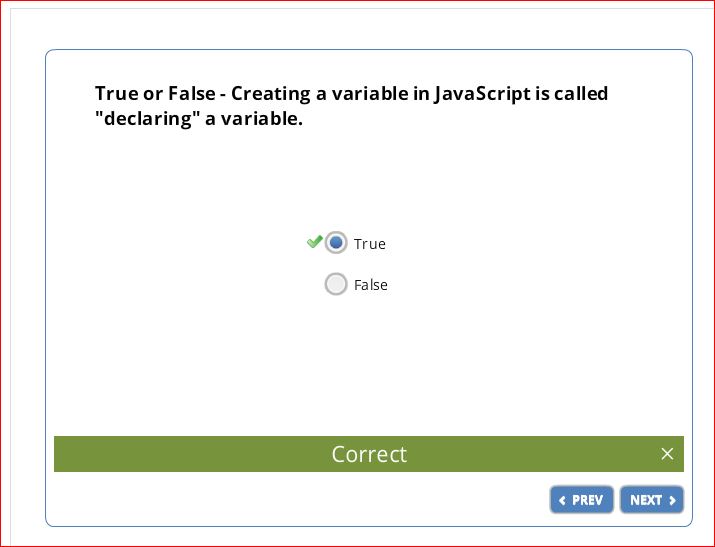 True or False - Creating a variable in JavaScript is called
"declaring" a variable.
True
False
Correct
PREV
NEXT